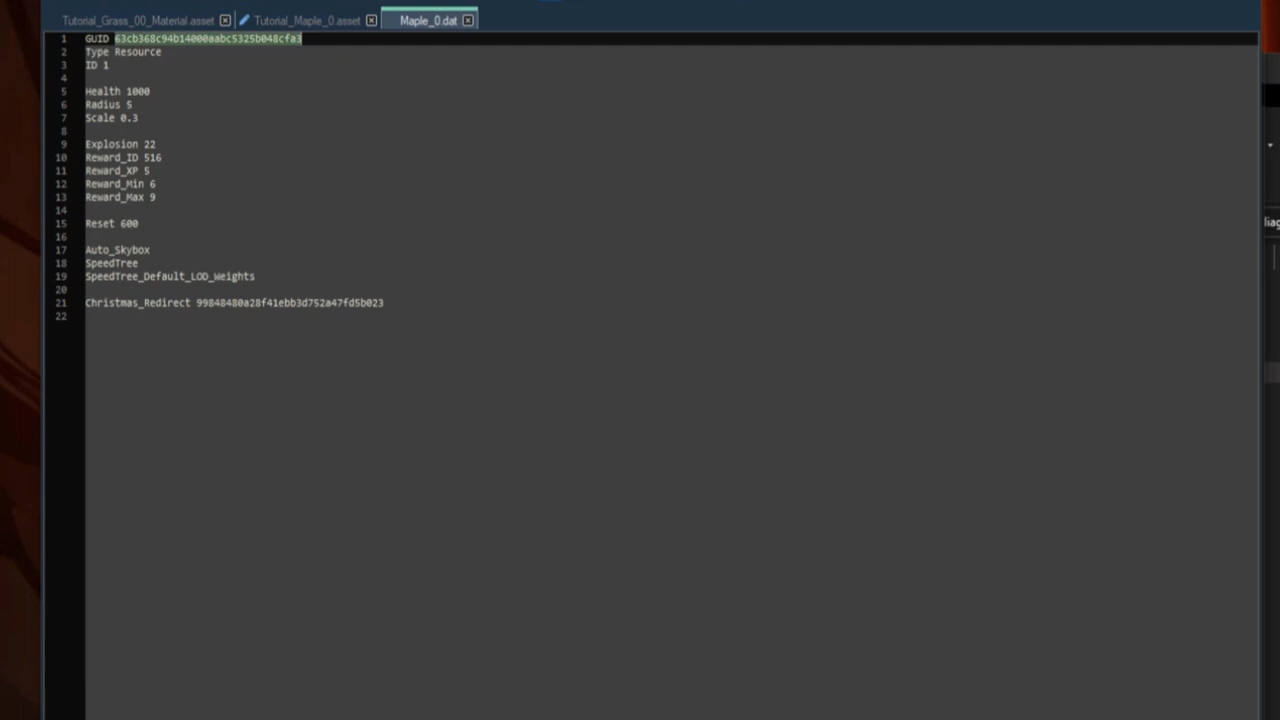 Tutorial_Grass_00_Material.asset Tutorial_Maple_0.asset Maple_0.dat
1 GUID 63cb368c94b14000aabc5325b048cfa3
2 Type Resource
3 ID 1
4
5 Health 1000
6 Radius 5
7 Scale 0.3
8
9 Explosion 22
10 Reward_ID 516
11 Reward_XP 5
12 Reward_Min 6
13 Reward_Max 9
14
15 Reset 600
16
17 Auto_Skybox
18 SpeedTree
19 SpeedTree_Default_LOD_Weights
20
21 Christmas_Redirect 99848480a28f41ebb3d752a47fd5b023
22